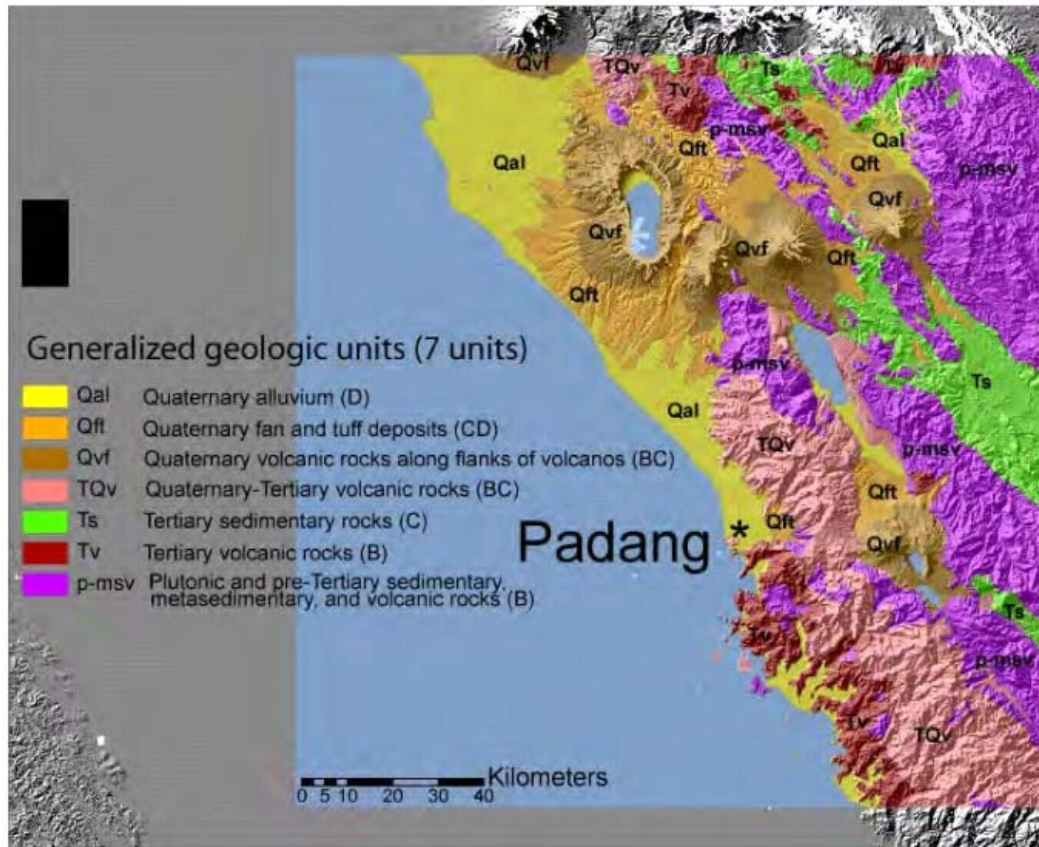 Qvf
TQv
Tv
Ts
Tv
Qal
Qft
p-msv
Qal
Qft
p-msv
Qvf
Qvf
Qvf
Qft
Qft
Generalized geologic units (7 units)
Qal Quaternary alluvium (D)
Qft Quaternary fan and tuff deposits (CD)
Qvf Quaternary volcanic rocks along flanks of volcanos (BC)
TQv Quaternary-Tertiary volcanic rocks (BC)
Ts Tertiary sedimentary rocks (C)
Tv Tertiary volcanic rocks (B)
p-msv Plutonic and pre-Tertiary sedimentary,
metasedimentary, and volcanic rocks (B)
p-msv
Ts
Qal
TQv
p-msv
Qft
Padang
*
Qft
Qvf
Ts
Tv
p-msv
Tv
TQv
Kilometers
0 5 10 20 30 40